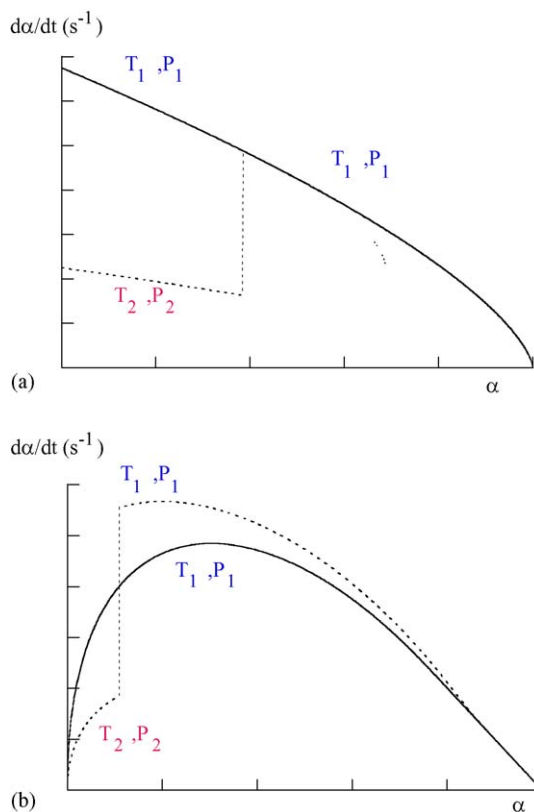 dα/dt (s⁻¹)
T₁ ,P₁
T₁ ,P₁
T₂ ,P₂
(a)
α
dα/dt (s⁻¹)
T₁ ,P₁
T₁ ,P₁
T₂ ,P₂
(b)
α